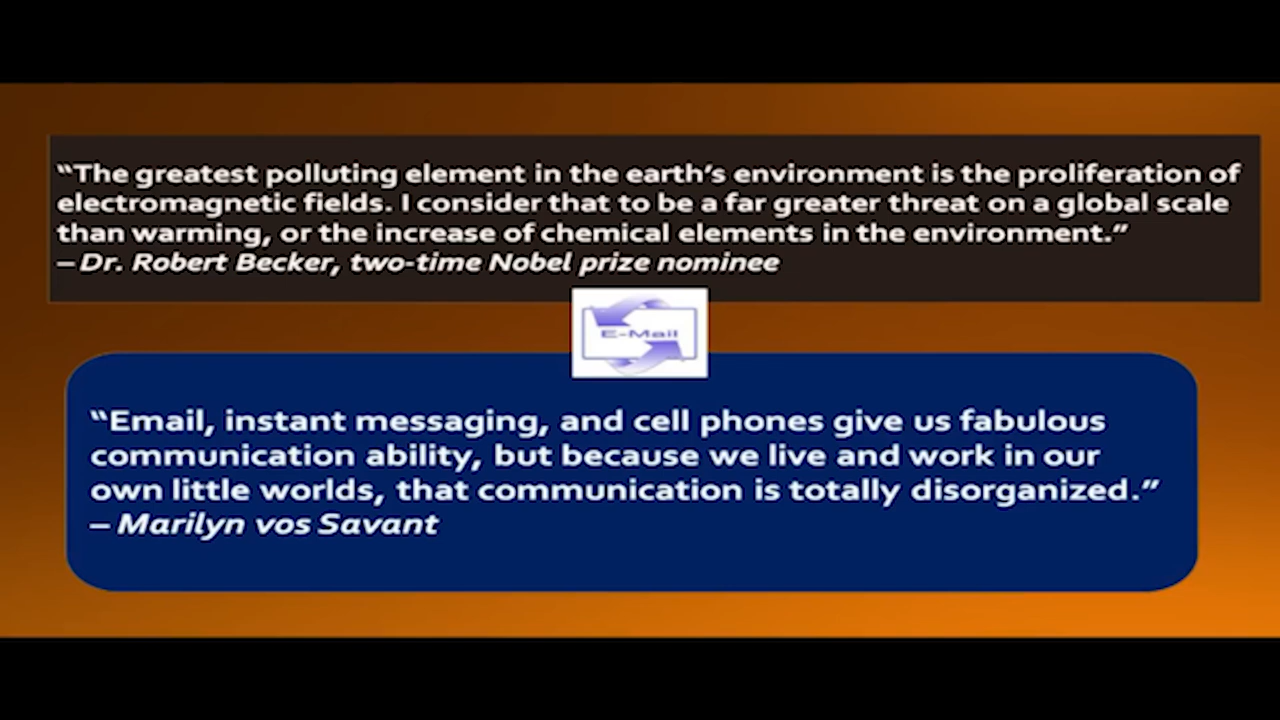 “The greatest polluting element in the earth’s environment is the proliferation of
electromagnetic fields. I consider that to be a far greater threat on a global scale
than warming, or the increase of chemical elements in the environment.”
– Dr. Robert Becker, two-time Nobel prize nominee
E-Mail
“Email, instant messaging, and cell phones give us fabulous
communication ability, but because we live and work in our
own little worlds, that communication is totally disorganized.”
– Marilyn vos Savant